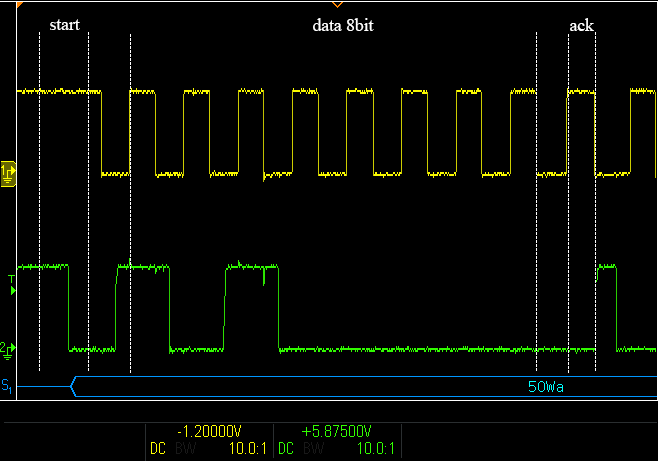 start data 8bit ack
1
T
2
S1 50Wa
-1.20000V +5.87500V
DC BW 10.0:1 DC BW 10.0:1